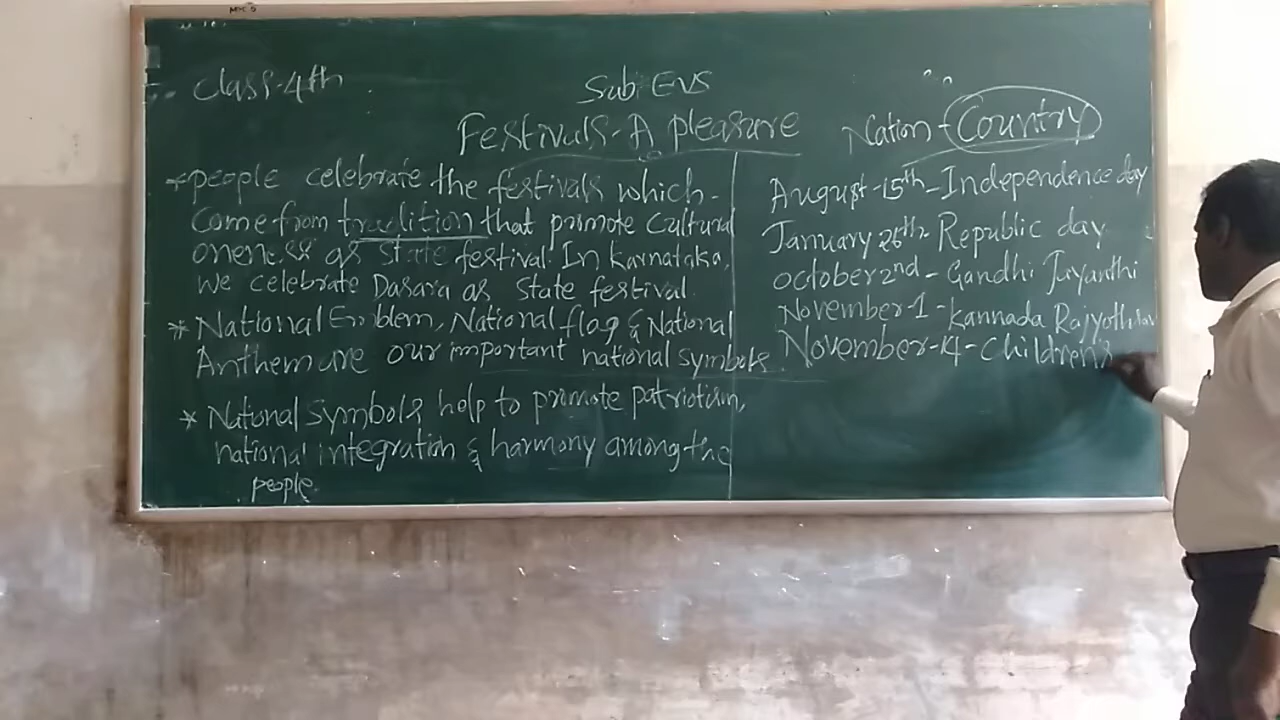 Class-4th
Sub: EVS
Festivals-A pleasure
Nation - Country
*people celebrate the festivals which
come from tradition that promote cultural
oneness as state festival. In Karnataka,
we celebrate Dasara as state festival
* National Emblem, National flag & National
Anthem are our important national symbols.
* National symbols help to promote patriotism,
national integration & harmony among the
people.
August-15th-Independence day
January 26th- Republic day
October 2nd - Gandhi Jayanthi
November-1 -Kannada
November-14-Children's